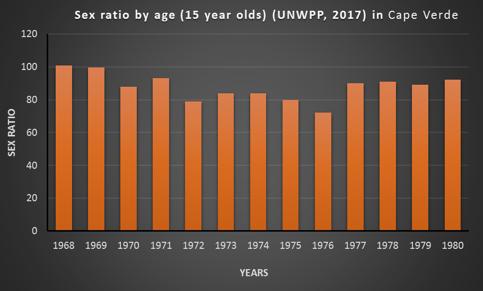 Sex ratio by age (15 year olds) (UNWPP, 2017) in Cape Verde
120
100
80
60
40
20
0
SEX RATIO
1968 1969 1970 1971 1972 1973 1974 1975 1976 1977 1978 1979 1980
YEARS